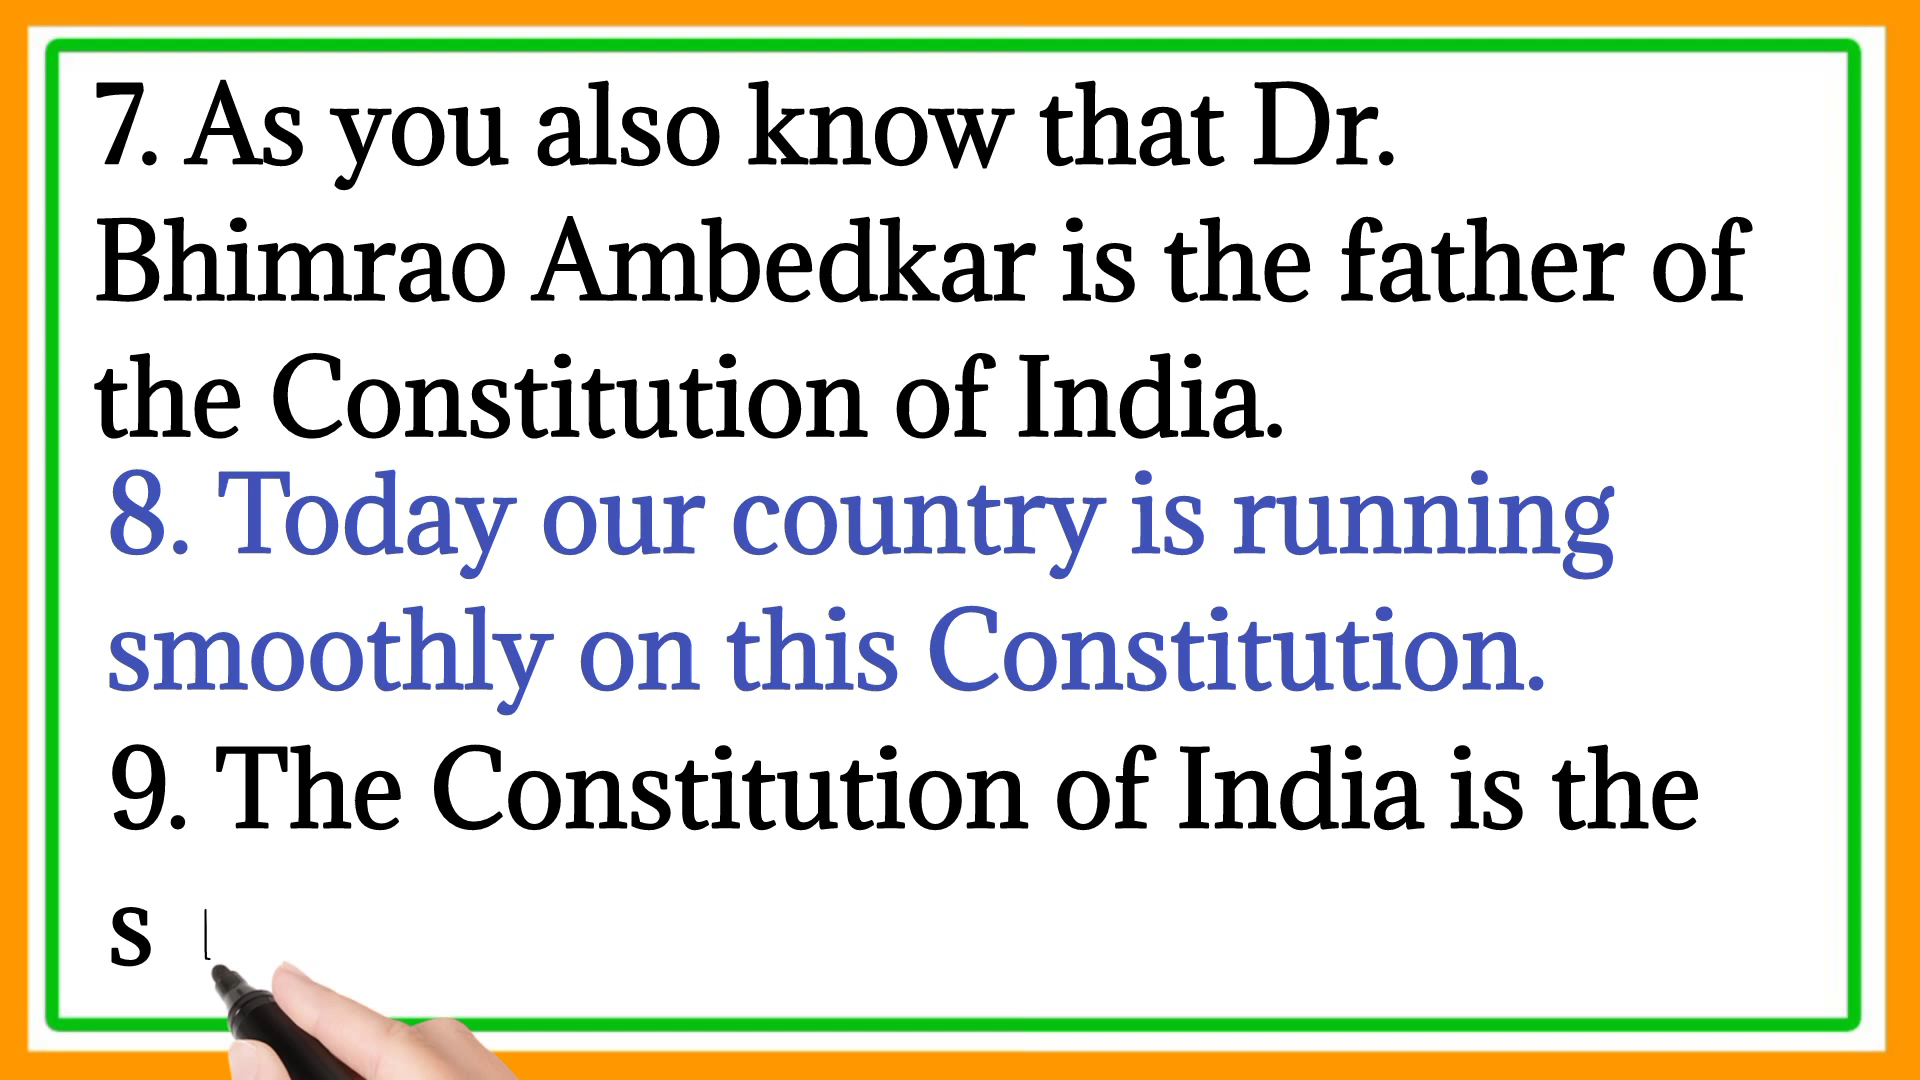 7. As you also know that Dr.
Bhimrao Ambedkar is the father of
the Constitution of India.
8. Today our country is running
smoothly on this Constitution.
9. The Constitution of India is the
s